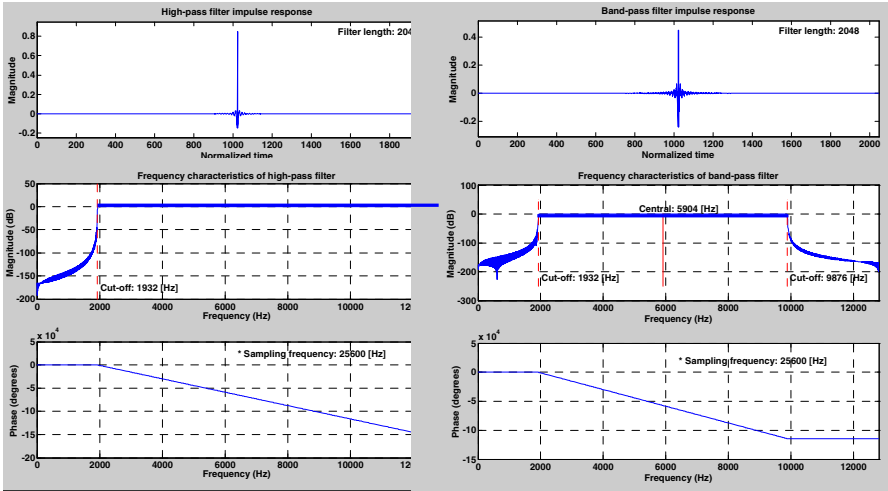 High-pass filter impulse response
Filter length: 204
0.8
0.6
0.4
0.2
0
-0.2
Magnitude
0 200 400 600 800 1000 1200 1400 1600 1800
Normalized time
Frequency characteristics of high-pass filter
50
0
-50
-100
-150
-200
Magnitude (dB)
Cut-off: 1932 [Hz]
0 2000 4000 6000 8000 10000 12
Frequency (Hz)
x 10^4
5
0
-5
-10
-15
-20
Phase (degrees)
* Sampling frequency: 25600 [Hz]
0 2000 4000 6000 8000 10000 12
Frequency (Hz)
Band-pass filter impulse response
Filter length: 2048
0.4
0.2
0
-0.2
Magnitude
0 200 400 600 800 1000 1200 1400 1600 1800 2000
Normalized time
Frequency characteristics of band-pass filter
100
0
-100
-200
-300
Magnitude (dB)
Central: 5904 [Hz]
Cut-off: 1932 [Hz] Cut-off: 9876 [Hz]
0 2000 4000 6000 8000 10000 12000
Frequency (Hz)
x 10^4
5
0
-5
-10
-15
Phase (degrees)
* Sampling frequency: 25600 [Hz]
0 2000 4000 6000 8000 10000 12000
Frequency (Hz)